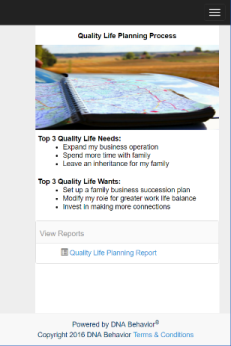 Quality Life Planning Process
Top 3 Quality Life Needs:
• Expand my business operation
• Spend more time with family
• Leave an inheritance for my family
Top 3 Quality Life Wants:
• Set up a family business succession plan
• Modify my role for greater work life balance
• Invest in making more connections
View Reports
Quality Life Planning Report
Powered by DNA Behavior®
Copyright 2016 DNA Behavior Terms & Conditions